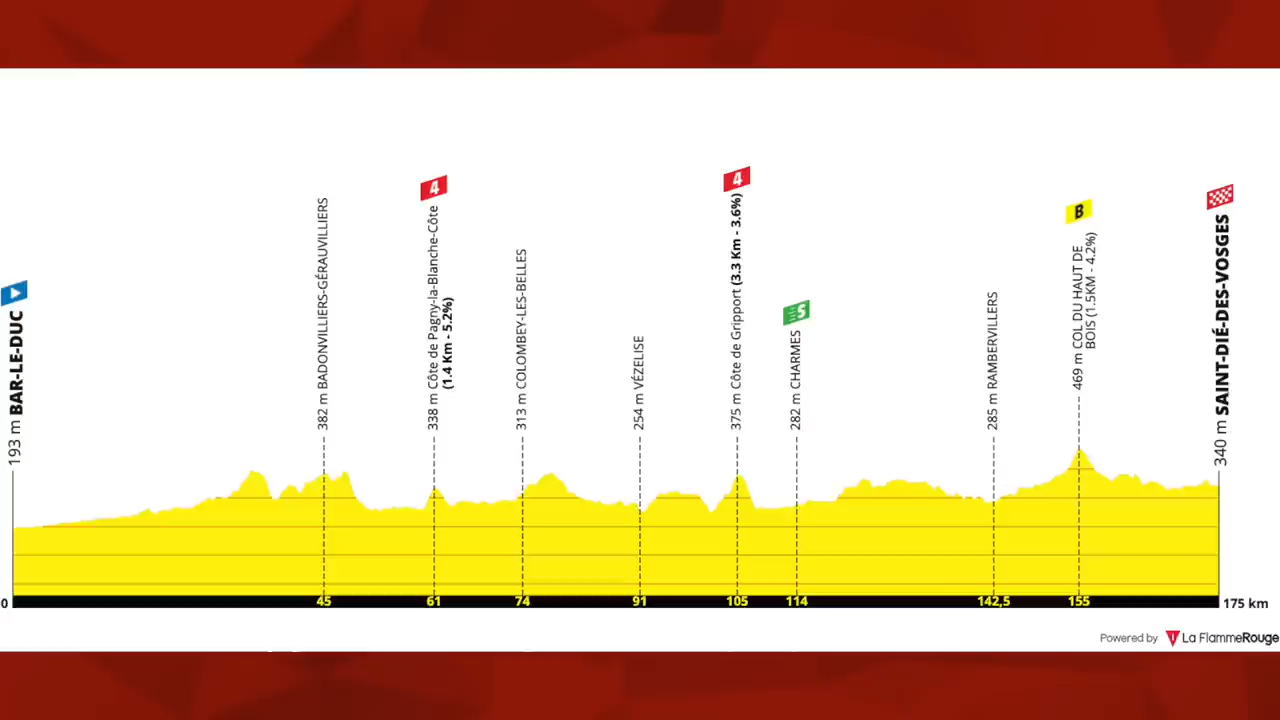 193 m BAR-LE-DUC
382 m BADONVILLIERS-GÉRAUVILLIERS
4
338 m Côte de Pagny-la-Blanche-Côte
(1.4 Km - 5.2%)
313 m COLOMBEY-LES-BELLES
254 m VÉZELISE
4
375 m Côte de Gripport (3.3 Km - 3.6%)
S
282 m CHARMES
285 m RAMBERVILLERS
B
469 m COL DU HAUT DE
BOIS (1.5KM - 4.2%)
340 m SAINT-DIÉ-DES-VOSGES
0 45 61 74 91 105 114 142,5 155 175 km
Powered by La FlammeRouge